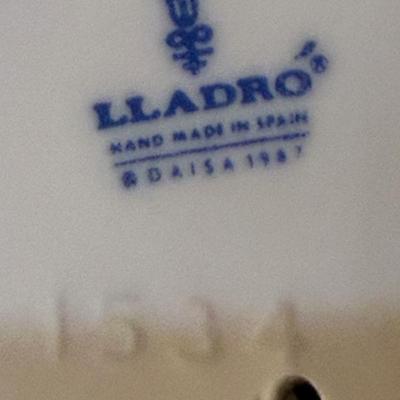 LLADRÓ®
HAND MADE IN SPAIN
© DAISA 1987
1534